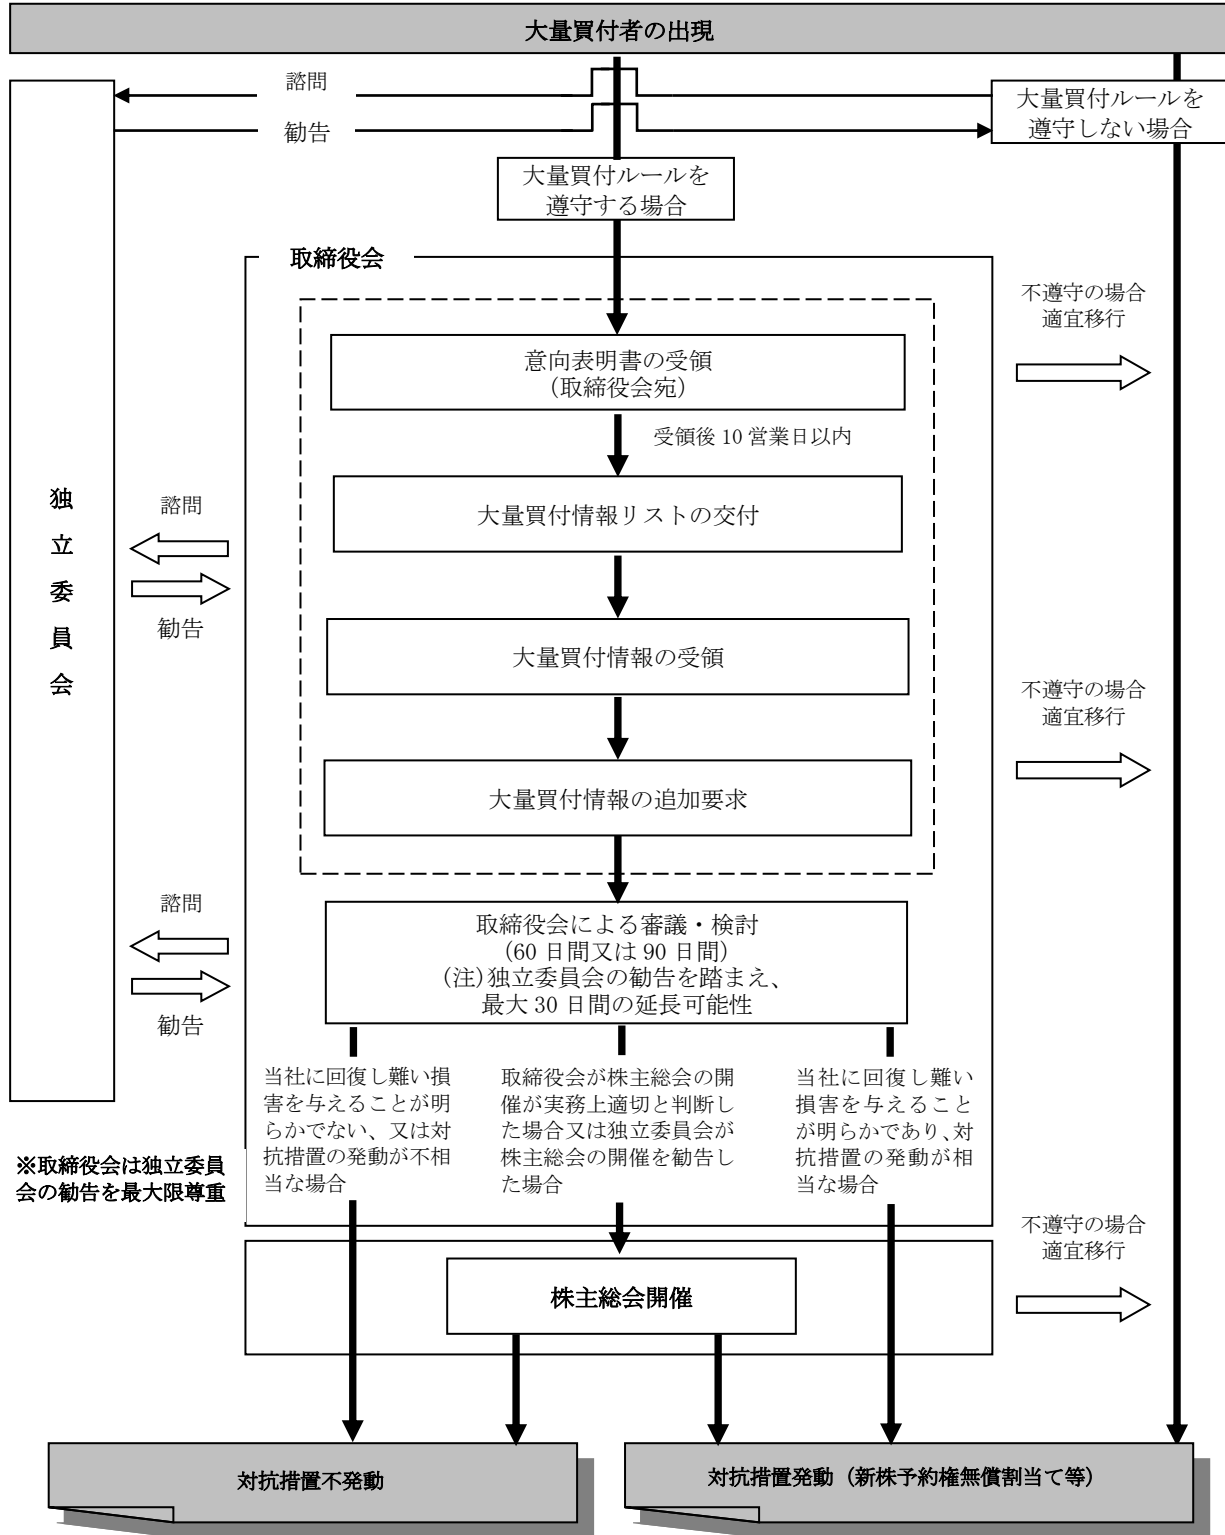 大量買付者の出現
諮問
大量買付ルールを
遵守しない場合
勧告
大量買付ルールを
遵守する場合
取締役会
不遵守の場合
適宜移行
意向表明書の受領
(取締役会宛)
受領後 10 営業日以内
独
立
委
員
会
諮問
勧告
大量買付情報リストの交付
大量買付情報の受領
不遵守の場合
適宜移行
大量買付情報の追加要求
諮問
勧告
取締役会による審議・検討
(60 日間又は 90 日間)
(注)独立委員会の勧告を踏まえ、
最大 30 日間の延長可能性
当社に回復し難い損
害を与えることが明
らかでない、又は対
抗措置の発動が不相
当な場合
取締役会が株主総会の開
催が実務上適切と判断し
た場合又は独立委員会が
株主総会の開催を勧告し
た場合
当社に回復し難い
損害を与えること
が明らかであり、対
抗措置の発動が相
当な場合
※取締役会は独立委員
会の勧告を最大限尊重
不遵守の場合
適宜移行
株主総会開催
対抗措置不発動
対抗措置発動（新株予約権無償割当て等）